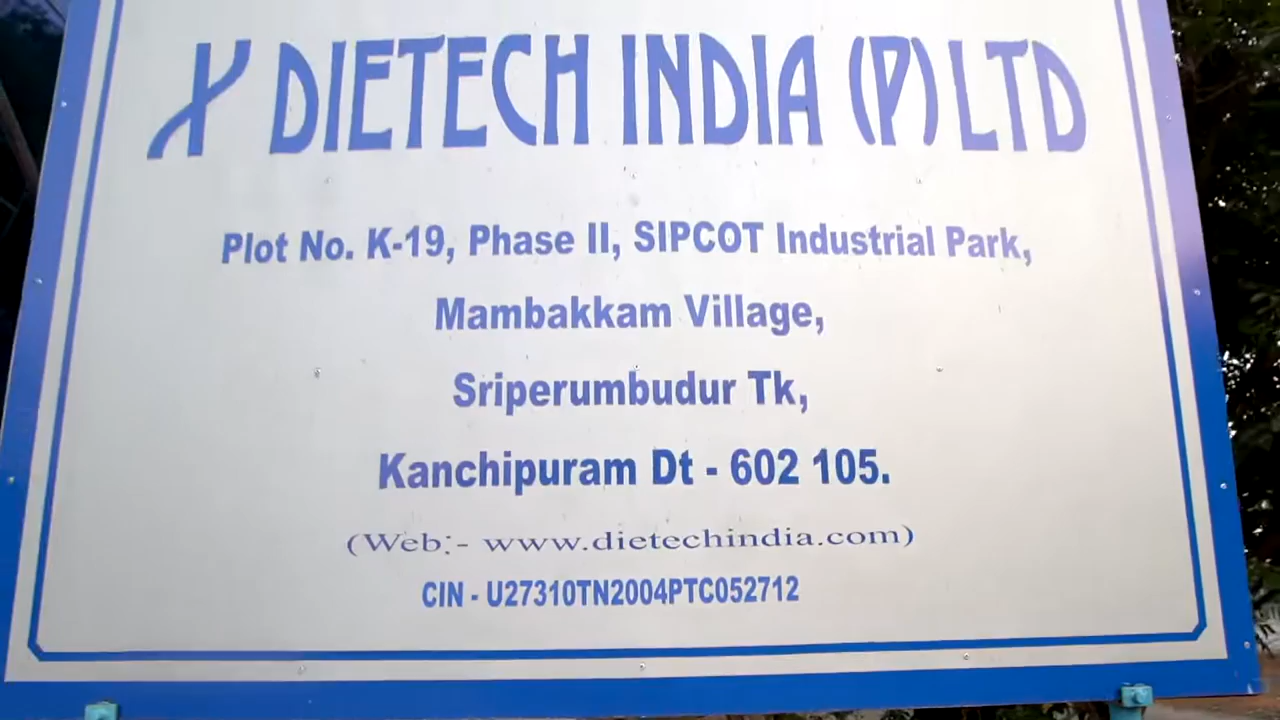 DIETECH INDIA (P) LTD
Plot No. K-19, Phase II, SIPCOT Industrial Park,
Mambakkam Village,
Sriperumbudur Tk,
Kanchipuram Dt - 602 105.
(Web:- www.dietechindia.com)
CIN - U27310TN2004PTC052712